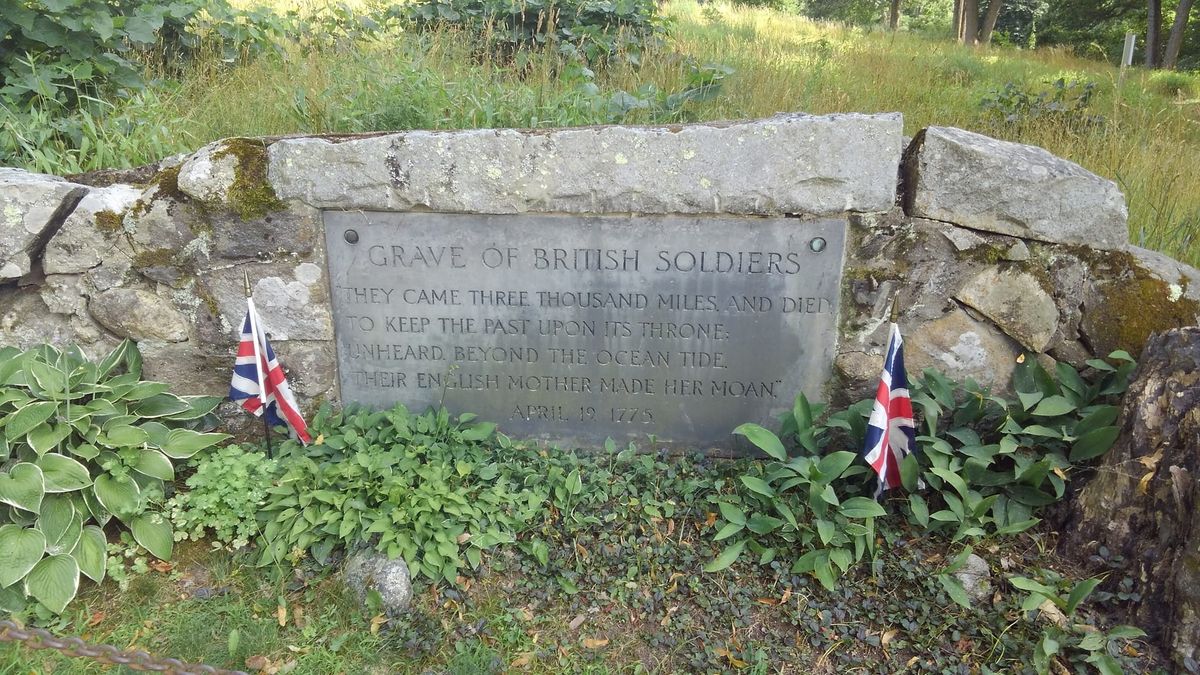 GRAVE OF BRITISH SOLDIERS
"THEY CAME THREE THOUSAND MILES, AND DIED,
TO KEEP THE PAST UPON ITS THRONE;
UNHEARD, BEYOND THE OCEAN TIDE,
THEIR ENGLISH MOTHER MADE HER MOAN."
APRIL 19, 1775